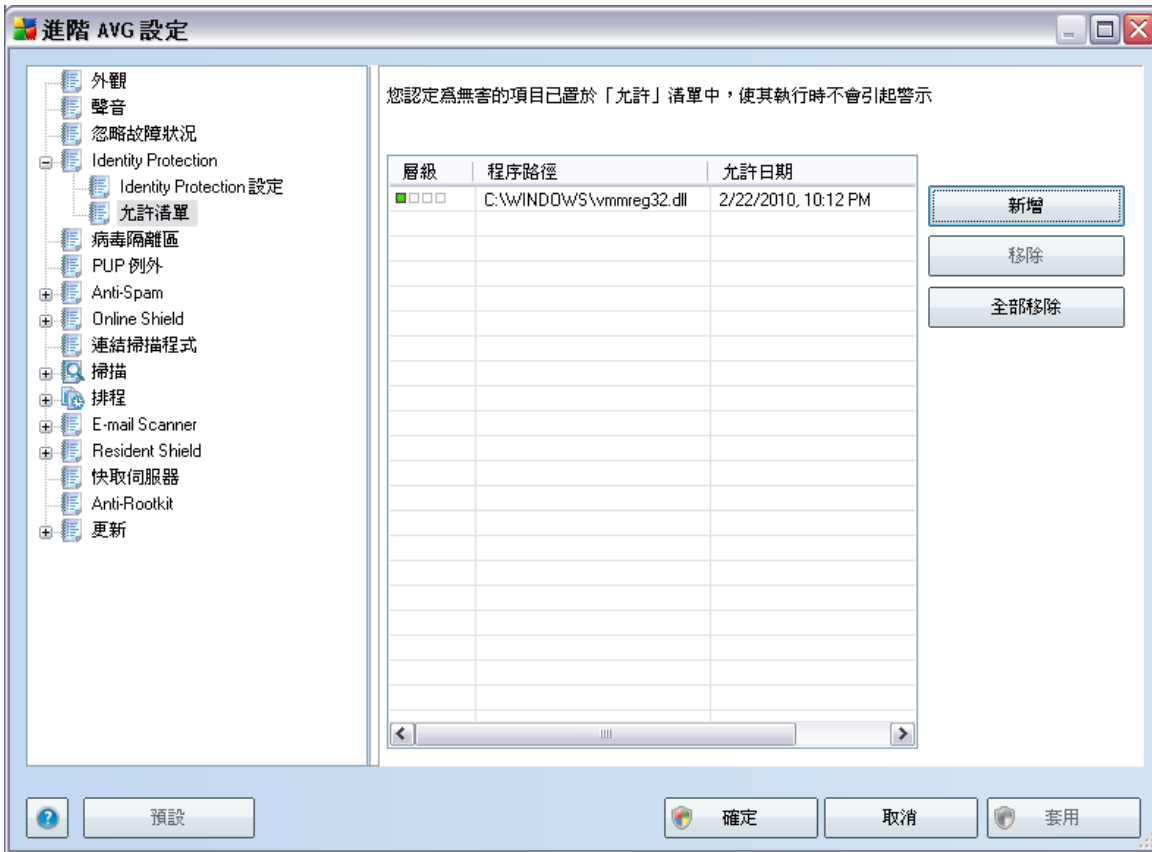 進階 AVG 設定
外觀
聲音
忽略故障狀況
Identity Protection
Identity Protection 設定
允許清單
病毒隔離區
PUP 例外
Anti-Spam
Online Shield
連結掃描程式
掃描
排程
E-mail Scanner
Resident Shield
快取伺服器
Anti-Rootkit
更新
您認定為無害的項目已置於「允許」清單中，使其執行時不會引起警示
層級 程序路徑 允許日期
C:\WINDOWS\vmmreg32.dll 2/22/2010, 10:12 PM
新增
移除
全部移除
預設
確定
取消
套用